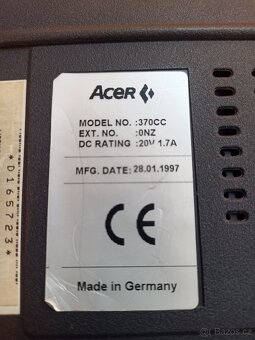 ACER
MODEL NO. :370CC
EXT. NO. :0NZ
DC RATING :20V 1.7A
MFG. DATE: 28.01.1997
CE
Made in Germany
*D165723*